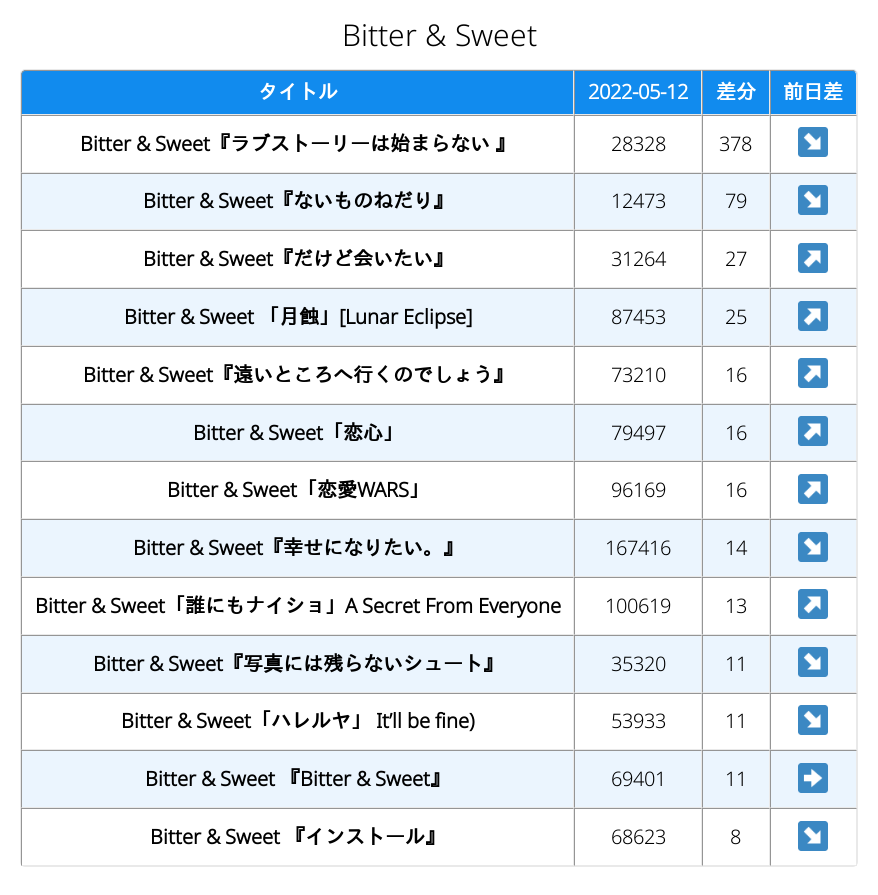 Bitter & Sweet
タイトル 2022-05-12 差分 前日差
Bitter & Sweet『ラブストーリーは始まらない 』 28328 378 ↘
Bitter & Sweet『ないものねだり』 12473 79 ↘
Bitter & Sweet『だけど会いたい』 31264 27 ↗
Bitter & Sweet 「月蝕」[Lunar Eclipse] 87453 25 ↗
Bitter & Sweet『遠いところへ行くのでしょう』 73210 16 ↗
Bitter & Sweet「恋心」 79497 16 ↗
Bitter & Sweet「恋愛WARS」 96169 16 ↗
Bitter & Sweet『幸せになりたい。』 167416 14 ↘
Bitter & Sweet「誰にもナイショ」A Secret From Everyone 100619 13 ↗
Bitter & Sweet『写真には残らないシュート』 35320 11 ↘
Bitter & Sweet「ハレルヤ」 It'll be fine) 53933 11 ↘
Bitter & Sweet 『Bitter & Sweet』 69401 11 ➡
Bitter & Sweet 『インストール』 68623 8 ↘